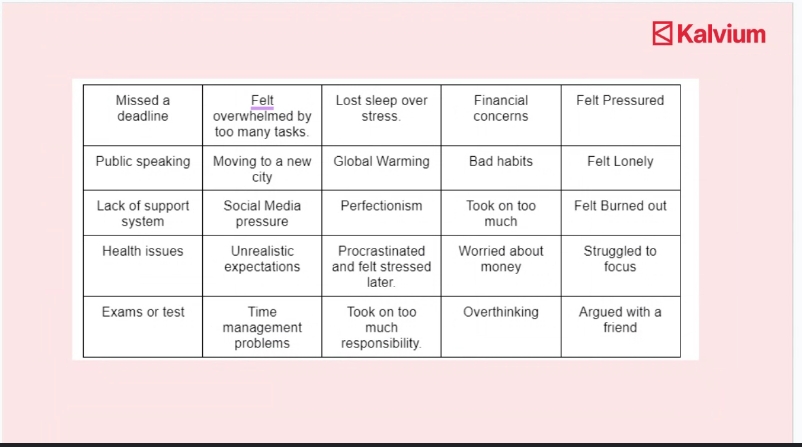 Kalvium
Missed a
deadline
Felt
overwhelmed by
too many tasks.
Lost sleep over
stress.
Financial
concerns
Felt Pressured
Public speaking
Moving to a new
city
Global Warming
Bad habits
Felt Lonely
Lack of support
system
Social Media
pressure
Perfectionism
Took on too
much
Felt Burned out
Health issues
Unrealistic
expectations
Procrastinated
and felt stressed
later.
Worried about
money
Struggled to
focus
Exams or test
Time
management
problems
Took on too
much
responsibility.
Overthinking
Argued with a
friend